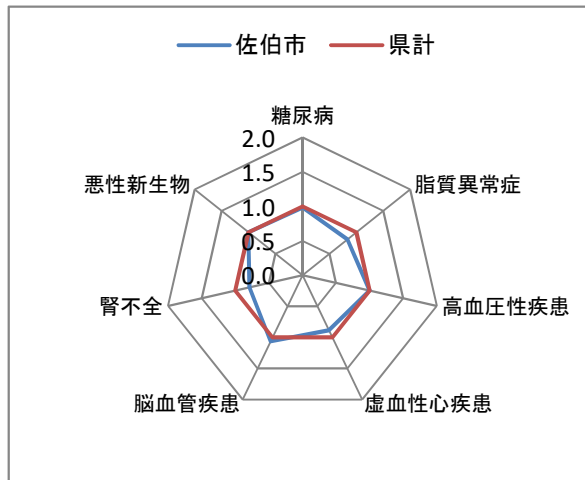 佐伯市 県計
糖尿病
2.0
1.5
1.0
0.5
0.0
脂質異常症
高血圧性疾患
虚血性心疾患
脳血管疾患
腎不全
悪性新生物